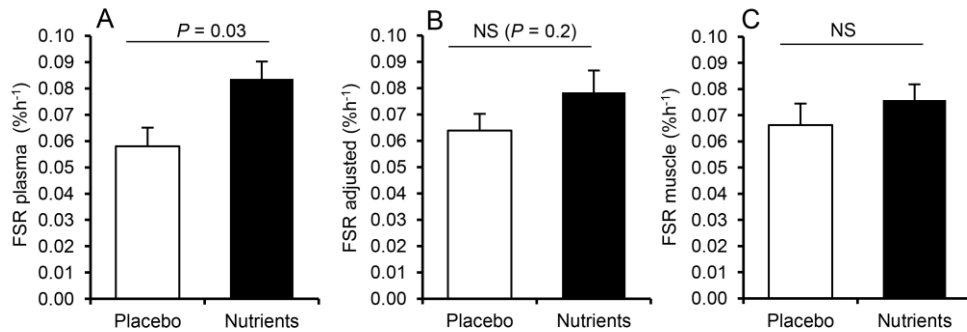 A
P = 0.03
FSR plasma (%h-1)
0.10
0.09
0.08
0.07
0.06
0.05
0.04
0.03
0.02
0.01
0.00
Placebo Nutrients
B
NS (P = 0.2)
FSR adjusted (%h-1)
0.10
0.09
0.08
0.07
0.06
0.05
0.04
0.03
0.02
0.01
0.00
Placebo Nutrients
C
NS
FSR muscle (%h-1)
0.10
0.09
0.08
0.07
0.06
0.05
0.04
0.03
0.02
0.01
0.00
Placebo Nutrients